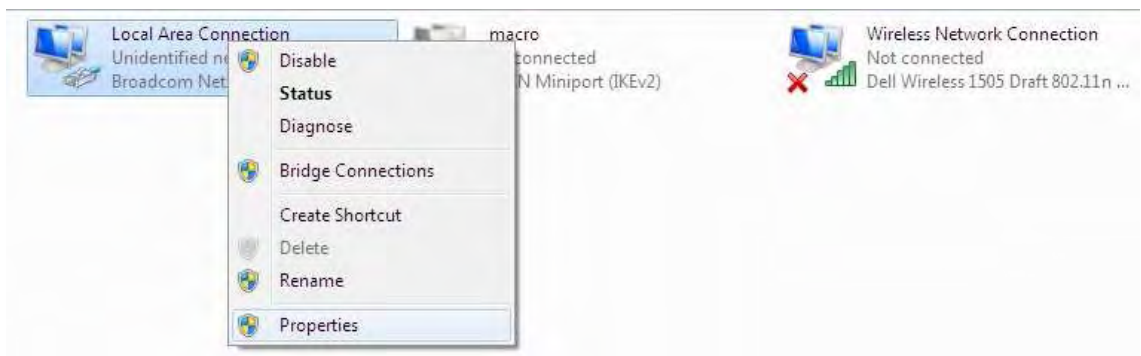 Local Area Connection
Unidentified ne
Broadcom Net
Disable
Status
Diagnose
Bridge Connections
Create Shortcut
Delete
Rename
Properties
macro
connected
N Miniport (IKEv2)
Wireless Network Connection
Not connected
Dell Wireless 1505 Draft 802.11n ...